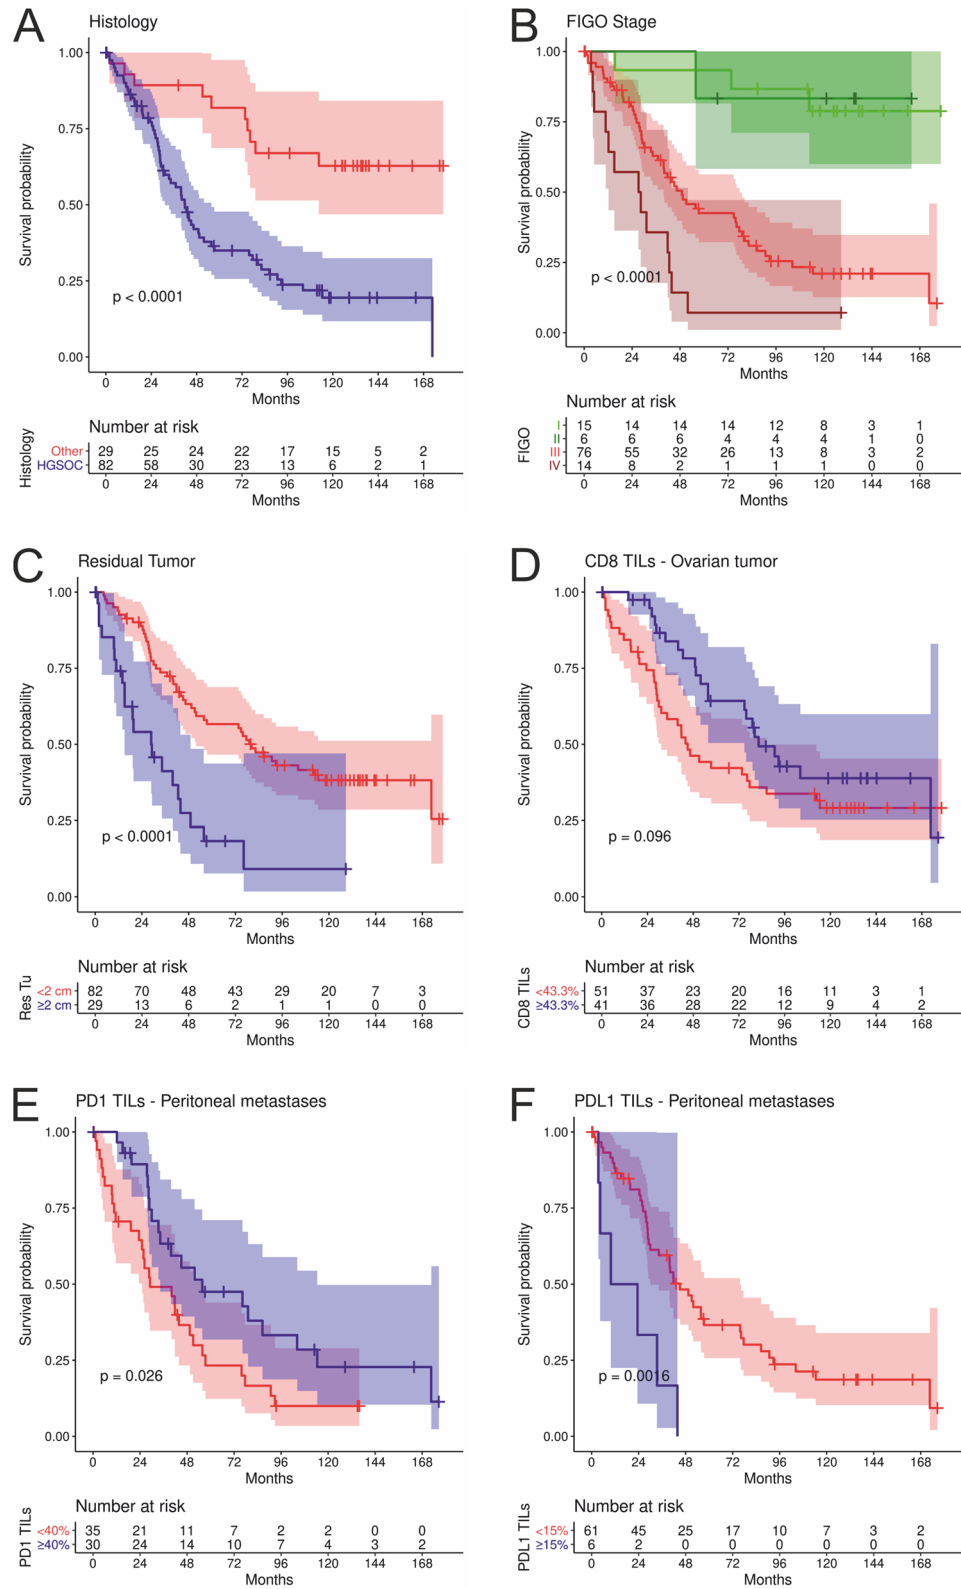 A
Histology
Survival probability
1.00
0.75
0.50
0.25
0.00
p < 0.0001
0 24 48 72 96 120 144 168
Months
Number at risk
Histology
Other 29 25 24 22 17 15 5 2
HGSOC 82 58 30 23 13 6 2 1
0 24 48 72 96 120 144 168
Months
B
FIGO Stage
Survival probability
1.00
0.75
0.50
0.25
0.00
p < 0.0001
0 24 48 72 96 120 144 168
Months
Number at risk
FIGO
I 15 14 14 14 12 8 3 1
II 6 6 6 4 4 4 1 0
III 76 55 32 26 13 8 3 2
IV 14 8 2 1 1 1 0 0
0 24 48 72 96 120 144 168
Months
C
Residual Tumor
Survival probability
1.00
0.75
0.50
0.25
0.00
p < 0.0001
0 24 48 72 96 120 144 168
Months
Number at risk
Res Tu
<2 cm 82 70 48 43 29 20 7 3
≥2 cm 29 13 6 2 1 1 0 0
0 24 48 72 96 120 144 168
Months
D
CD8 TILs - Ovarian tumor
Survival probability
1.00
0.75
0.50
0.25
0.00
p = 0.096
0 24 48 72 96 120 144 168
Months
Number at risk
CD8 TILs
<43.3% 51 37 23 20 16 11 3 1
≥43.3% 41 36 28 22 12 9 4 2
0 24 48 72 96 120 144 168
Months
E
PD1 TILs - Peritoneal metastases
Survival probability
1.00
0.75
0.50
0.25
0.00
p = 0.026
0 24 48 72 96 120 144 168
Months
Number at risk
PD1 TILs
<40% 35 21 11 7 2 2 0 0
≥40% 30 24 14 10 7 4 3 2
0 24 48 72 96 120 144 168
Months
F
PDL1 TILs - Peritoneal metastases
Survival probability
1.00
0.75
0.50
0.25
0.00
p = 0.0016
0 24 48 72 96 120 144 168
Months
Number at risk
PDL1 TILs
<15% 61 45 25 17 10 7 3 2
≥15% 6 2 0 0 0 0 0 0
0 24 48 72 96 120 144 168
Months